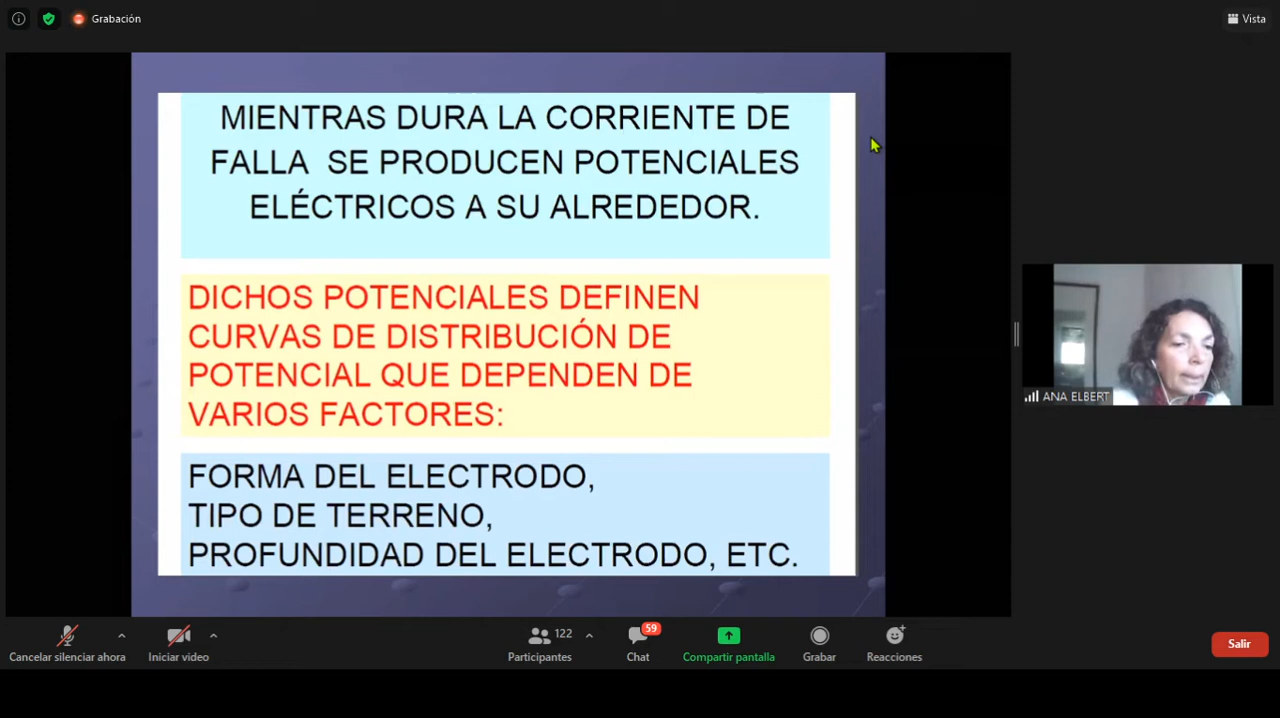 Grabación
Vista
MIENTRAS DURA LA CORRIENTE DE
FALLA SE PRODUCEN POTENCIALES
ELÉCTRICOS A SU ALREDEDOR.
DICHOS POTENCIALES DEFINEN
CURVAS DE DISTRIBUCIÓN DE
POTENCIAL QUE DEPENDEN DE
VARIOS FACTORES:
FORMA DEL ELECTRODO,
TIPO DE TERRENO,
PROFUNDIDAD DEL ELECTRODO, ETC.
ANA ELBERT
Cancelar silenciar ahora
Iniciar video
122
Participantes
59
Chat
Compartir pantalla
Grabar
Reacciones
Salir